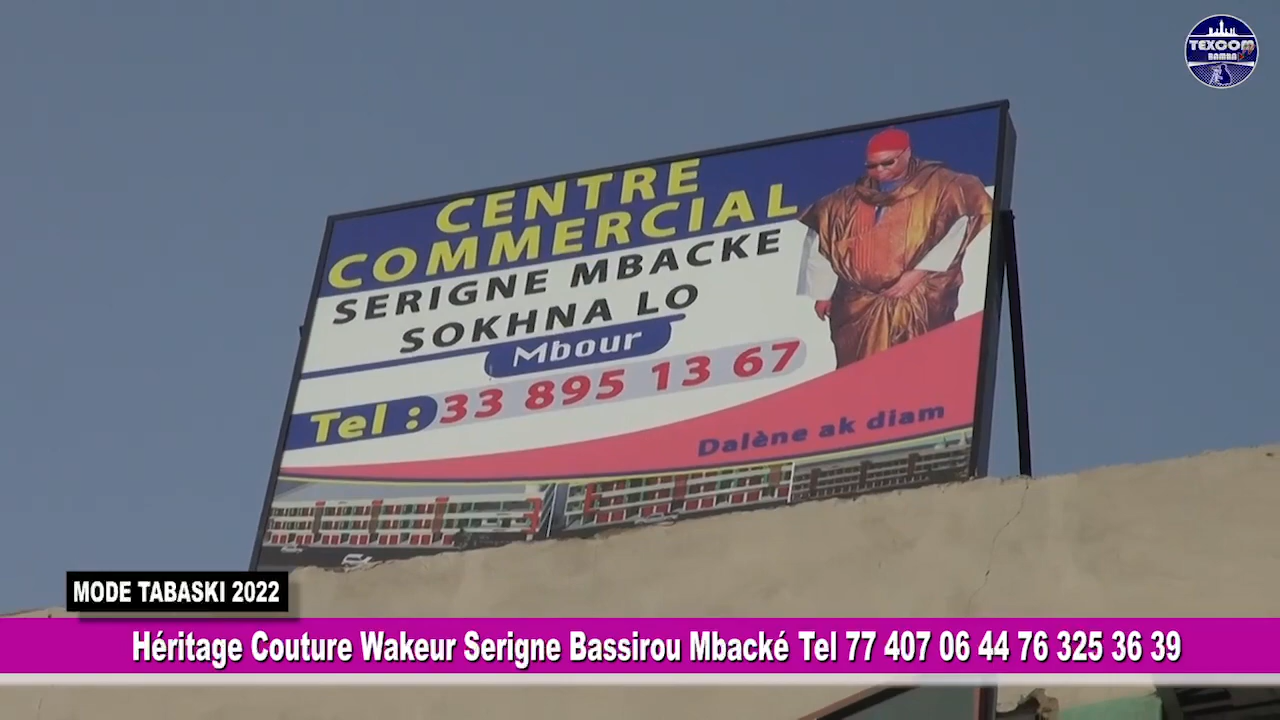 TEXCOM
BAMBA
CENTRE
COMMERCIAL
SERIGNE MBACKE
SOKHNA LO
Mbour
Tel : 33 895 13 67
Dalène ak diam
MODE TABASKI 2022
Héritage Couture Wakeur Serigne Bassirou Mbacké Tel 77 407 06 44 76 325 36 39